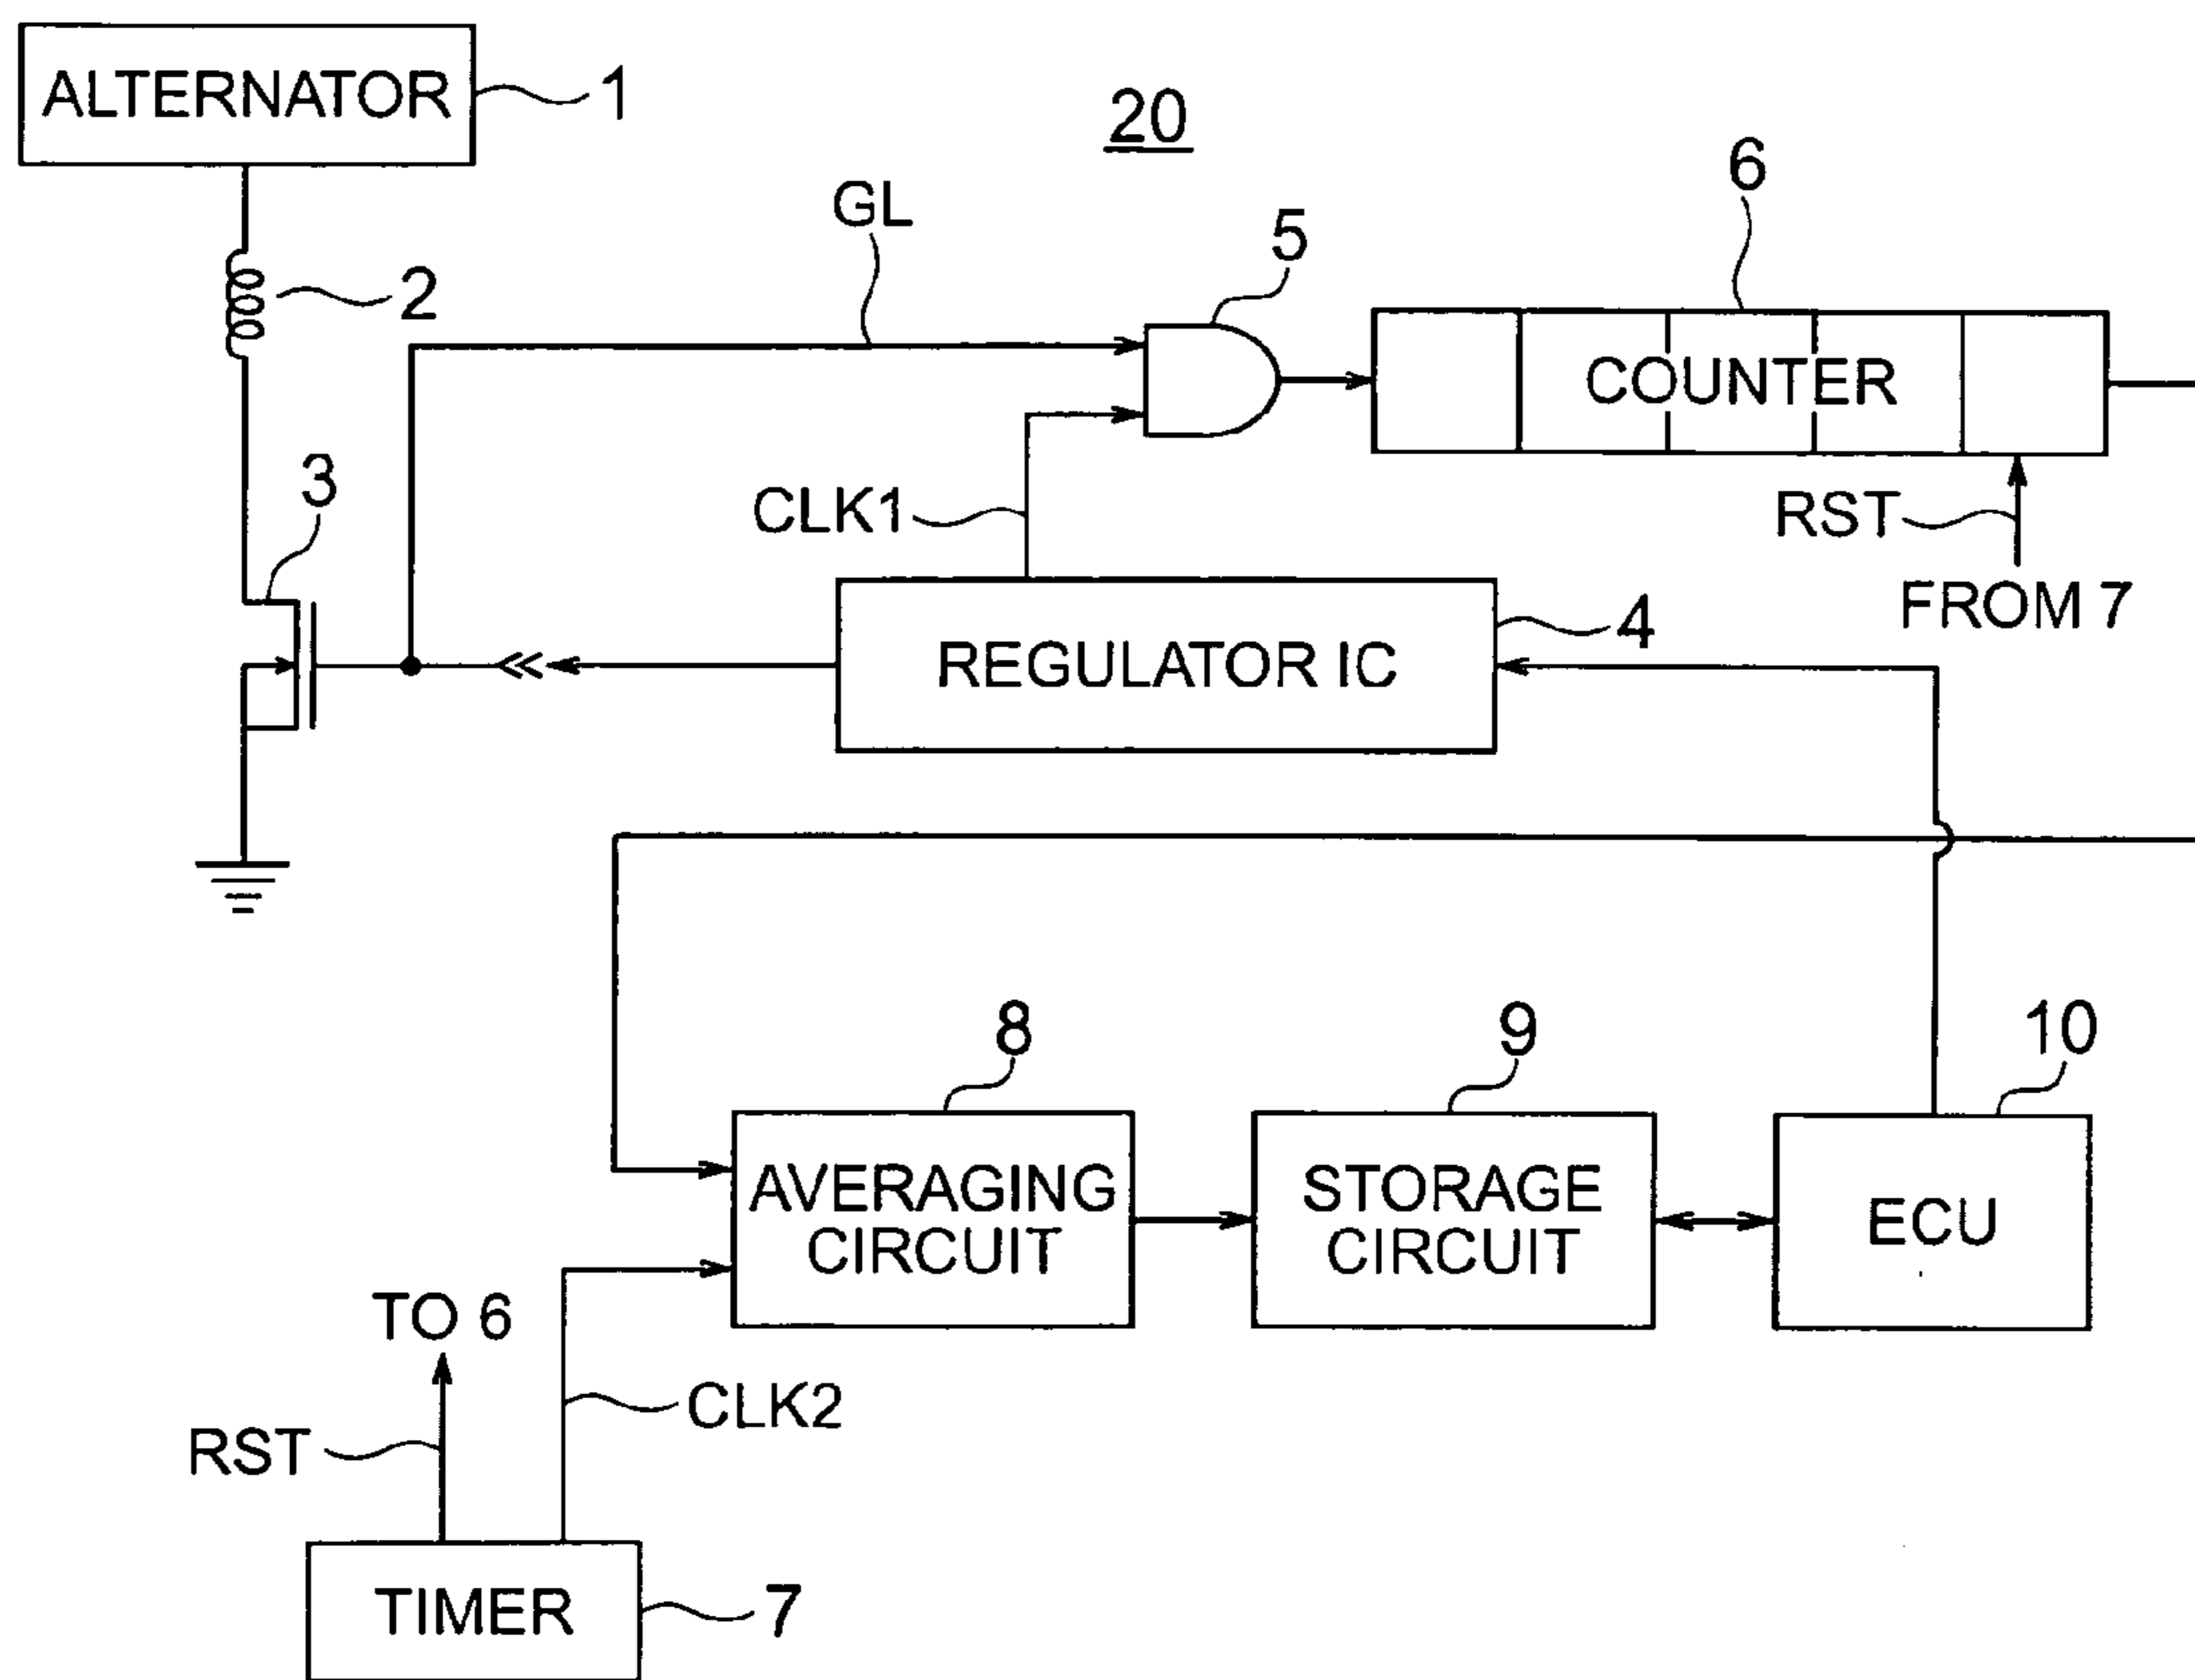 ALTERNATOR
1
20
6
GL
5
2
COUNTER
3
CLK1
RST
FROM 7
REGULATOR IC
4
8
9
10
AVERAGING
CIRCUIT
STORAGE
CIRCUIT
ECU
TO 6
CLK2
RST
TIMER
7